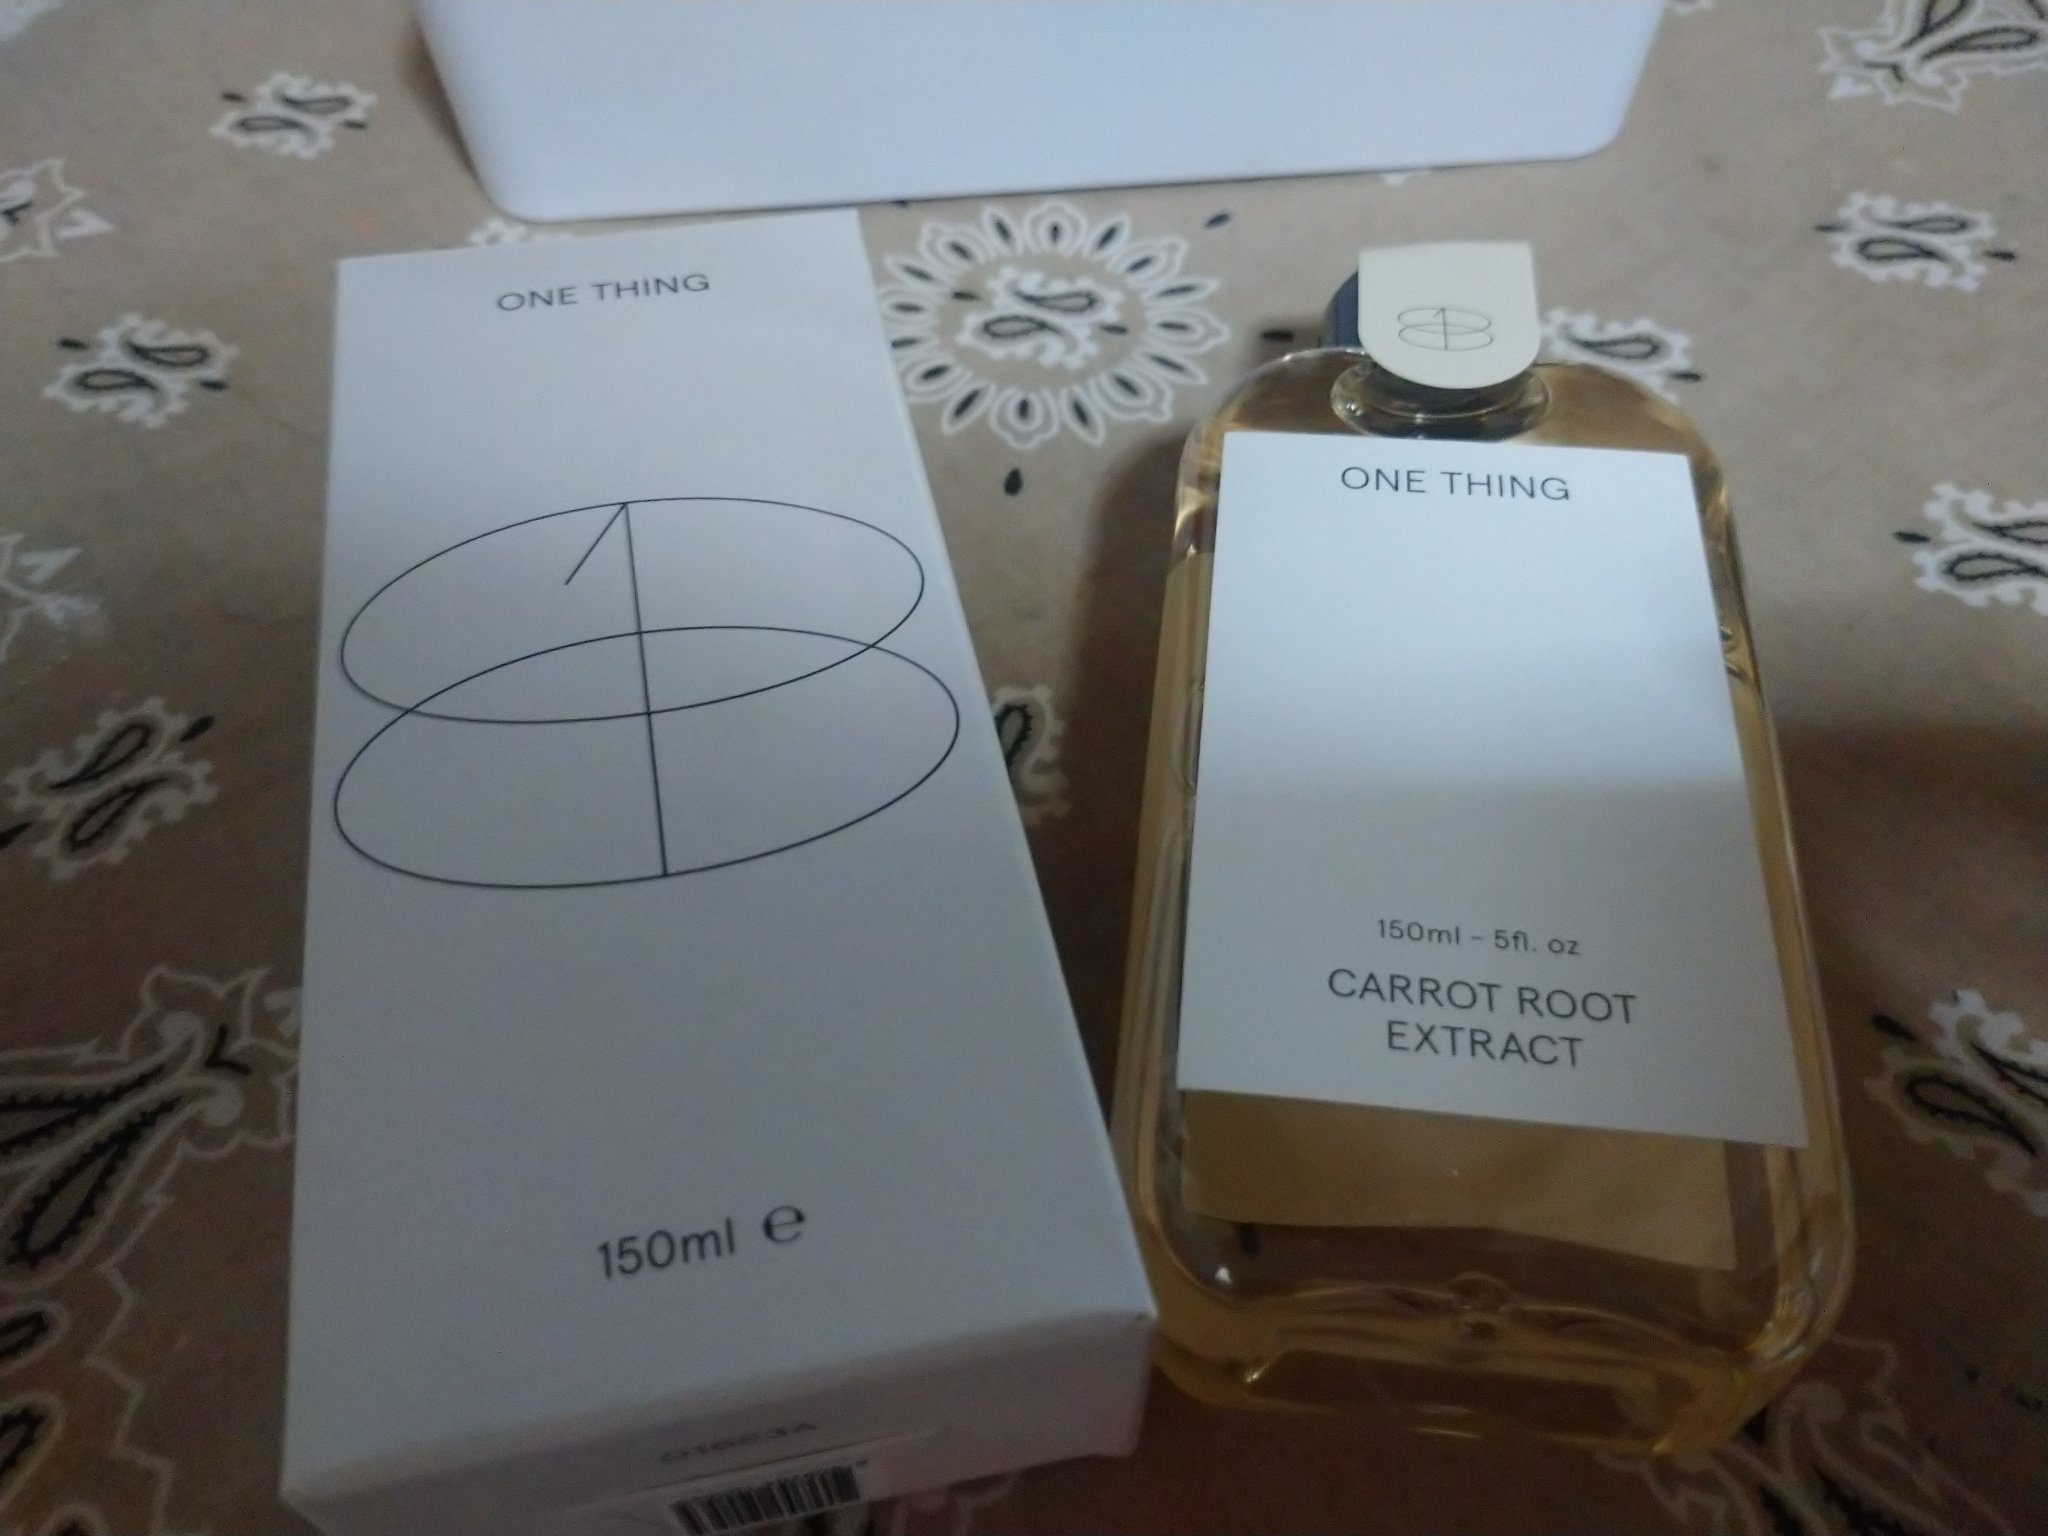 ONE THING
150ml ℮
ONE THING
150ml - 5fl. oz
CARROT ROOT
EXTRACT